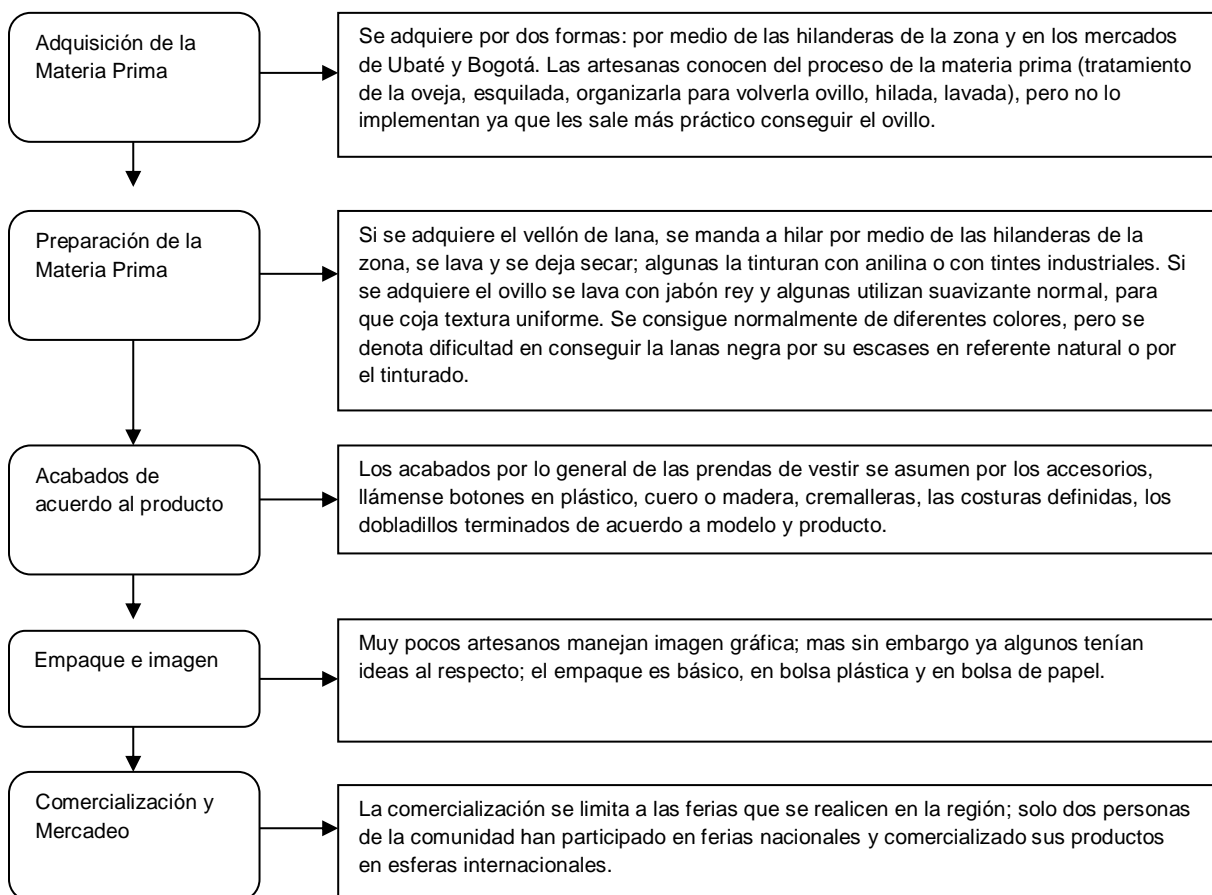 Adquisición de la
Materia Prima
Se adquiere por dos formas: por medio de las hilanderas de la zona y en los mercados
de Ubaté y Bogotá. Las artesanas conocen del proceso de la materia prima (tratamiento
de la oveja, esquilada, organizarla para volverla ovillo, hilada, lavada), pero no lo
implementan ya que les sale más práctico conseguir el ovillo.
Preparación de la
Materia Prima
Si se adquiere el vellón de lana, se manda a hilar por medio de las hilanderas de la
zona, se lava y se deja secar; algunas la tinturan con anilina o con tintes industriales. Si
se adquiere el ovillo se lava con jabón rey y algunas utilizan suavizante normal, para
que coja textura uniforme. Se consigue normalmente de diferentes colores, pero se
denota dificultad en conseguir la lanas negra por su escases en referente natural o por
el tinturado.
Acabados de
acuerdo al producto
Los acabados por lo general de las prendas de vestir se asumen por los accesorios,
llámense botones en plástico, cuero o madera, cremalleras, las costuras definidas, los
dobladillos terminados de acuerdo a modelo y producto.
Empaque e imagen
Muy pocos artesanos manejan imagen gráfica; mas sin embargo ya algunos tenían
ideas al respecto; el empaque es básico, en bolsa plástica y en bolsa de papel.
Comercialización y
Mercadeo
La comercialización se limita a las ferias que se realicen en la región; solo dos personas
de la comunidad han participado en ferias nacionales y comercializado sus productos
en esferas internacionales.